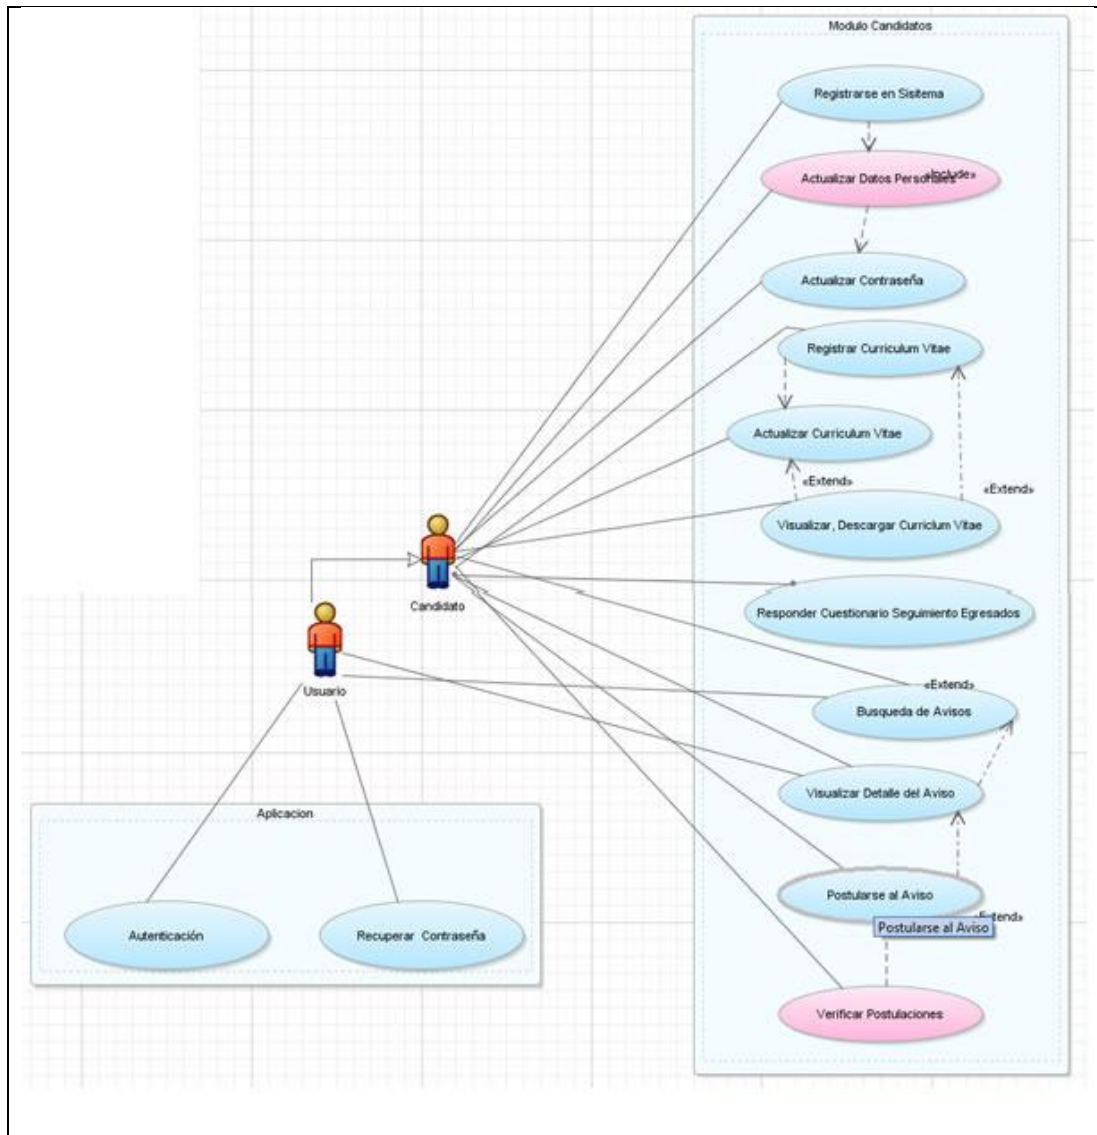 Modulo Candidatos
Registrarse en Sisitema
Actualizar Datos Personales
«Include»
Actualizar Contraseña
Registrar Curriculum Vitae
Actualizar Curriculum Vitae
«Extend»
«Extend»
Visualizar, Descargar Curriclum Vitae
Candidato
Responder Cuestionario Seguimiento Egresados
Usuario
«Extend»
Busqueda de Avisos
Visualizar Detalle del Aviso
Aplicacion
Postularse al Aviso
«Extend»
Postularse al Aviso
Autenticación
Recuperar Contraseña
Verificar Postulaciones